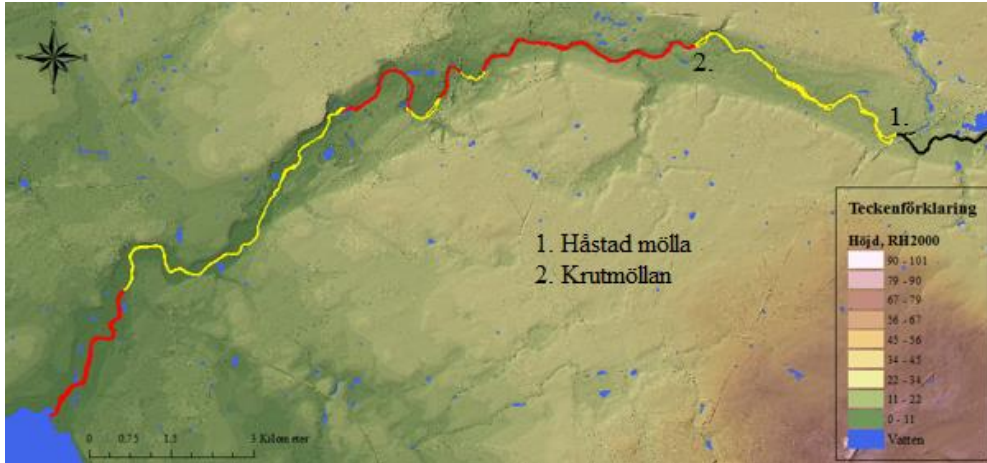 2.
1.
1. Håstad mölla
2. Krutmöllan
Teckenförklaring
Höjd, RH2000
90 - 101
79 - 90
67 - 79
56 - 67
45 - 56
34 - 45
22 - 34
11 - 22
0 - 11
Vatten
0 0,75 1,5 3 Kilometer